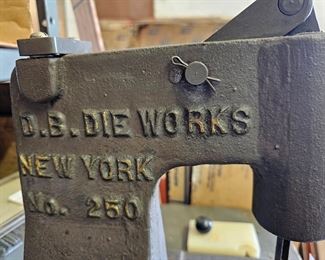 D.B. DIE WORKS
NEW YORK
No. 250